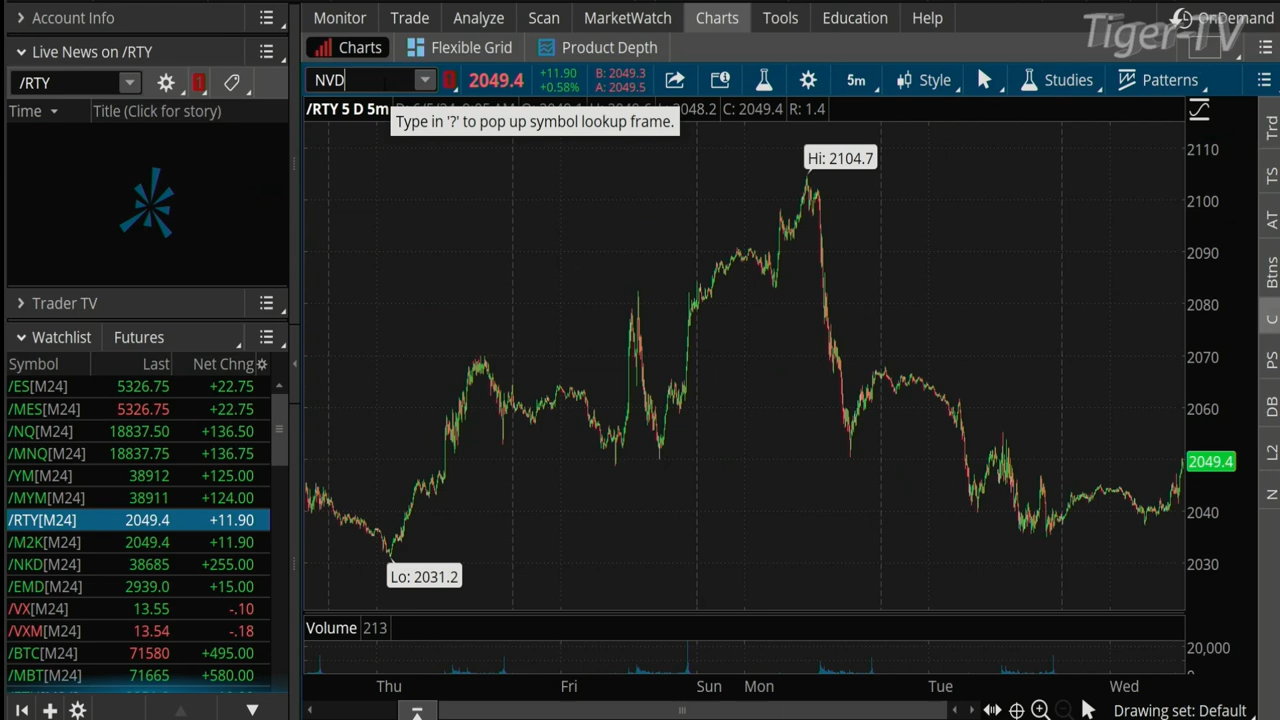 Account Info
Monitor Trade Analyze Scan MarketWatch Charts Tools Education Help
OnDemand
Tiger-TV
Live News on /RTY
Charts Flexible Grid Product Depth
/RTY 1
NVD 2049.4 +11.90 +0.58% B: 2049.3 A: 2049.5 5m Style Studies Patterns
Time Title (Click for story)
/RTY 5 D 5m 2048.2 C: 2049.4 R: 1.4
Type in '?' to pop up symbol lookup frame.
Hi: 2104.7
2110
2100
2090
2080
2070
2060
2049.4
2040
2030
Lo: 2031.2
Trader TV
Watchlist Futures
Symbol Last Net Chng
/ES[M24] 5326.75 +22.75
/MES[M24] 5326.75 +22.75
/NQ[M24] 18837.50 +136.50
/MNQ[M24] 18837.75 +136.75
/YM[M24] 38912 +125.00
/MYM[M24] 38911 +124.00
/RTY[M24] 2049.4 +11.90
/M2K[M24] 2049.4 +11.90
/NKD[M24] 38685 +255.00
/EMD[M24] 2939.0 +15.00
/VX[M24] 13.55 -.10
/VXM[M24] 13.54 -.18
/BTC[M24] 71580 +495.00
/MBT[M24] 71665 +580.00
Volume 213
20,000
Thu Fri Sun Mon Tue Wed
Drawing set: Default
Trd
TS
AT
Btns
C
PS
DB
L2
N